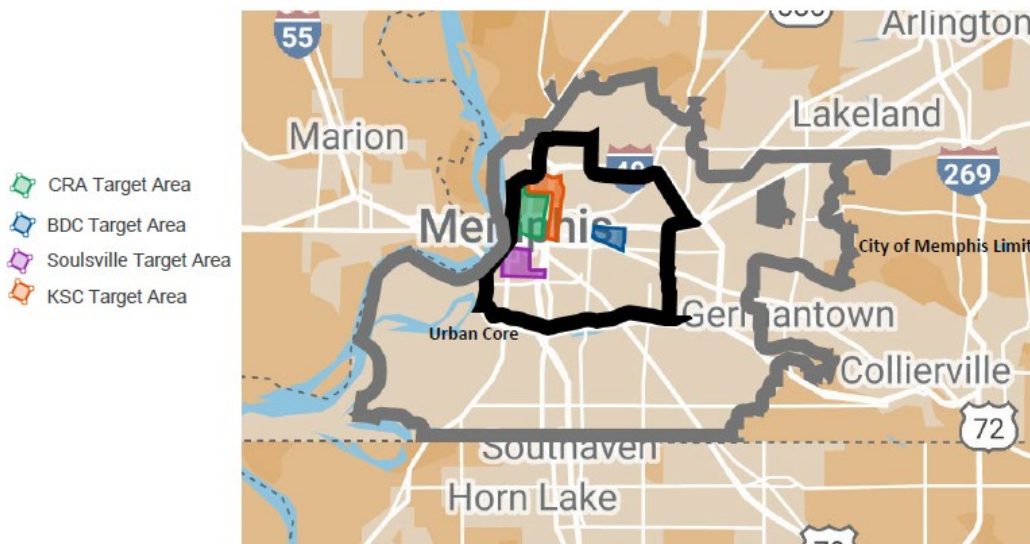 55
Arlington
Marion
Lakeland
40
269
CRA Target Area
BDC Target Area
Soulsville Target Area
KSC Target Area
Memphis
City of Memphis Limit
Germantown
Urban Core
Collierville
72
Southaven
Horn Lake